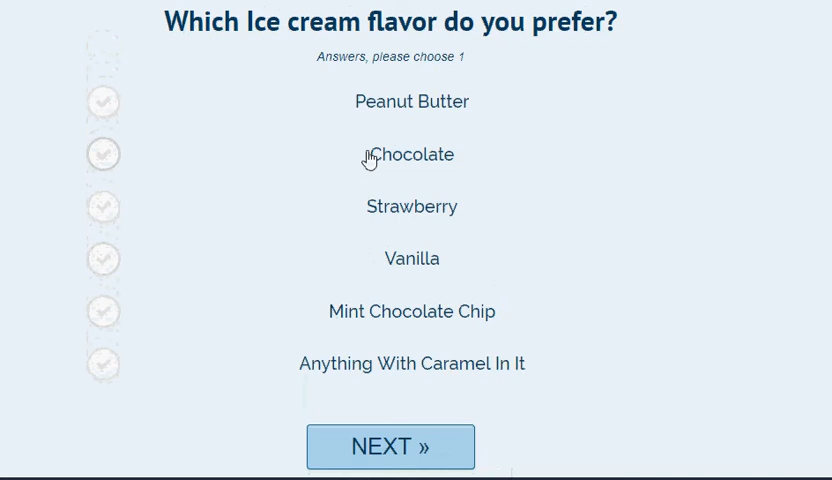 Which Ice cream flavor do you prefer?
Answers, please choose 1
Peanut Butter
Chocolate
Strawberry
Vanilla
Mint Chocolate Chip
Anything With Caramel In It
NEXT »